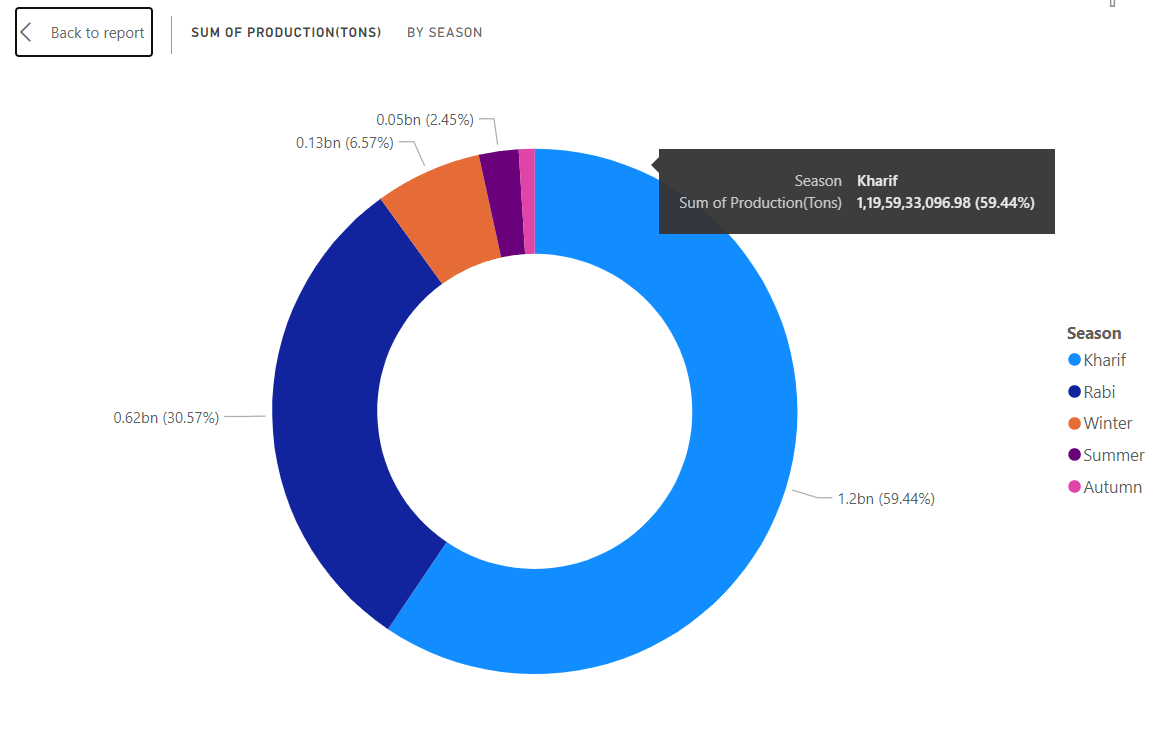 Back to report
SUM OF PRODUCTION(TONS) BY SEASON
0.05bn (2.45%)
0.13bn (6.57%)
Season Kharif
Sum of Production(Tons) 1,19,59,33,096.98 (59.44%)
0.62bn (30.57%)
1.2bn (59.44%)
Season
Kharif
Rabi
Winter
Summer
Autumn